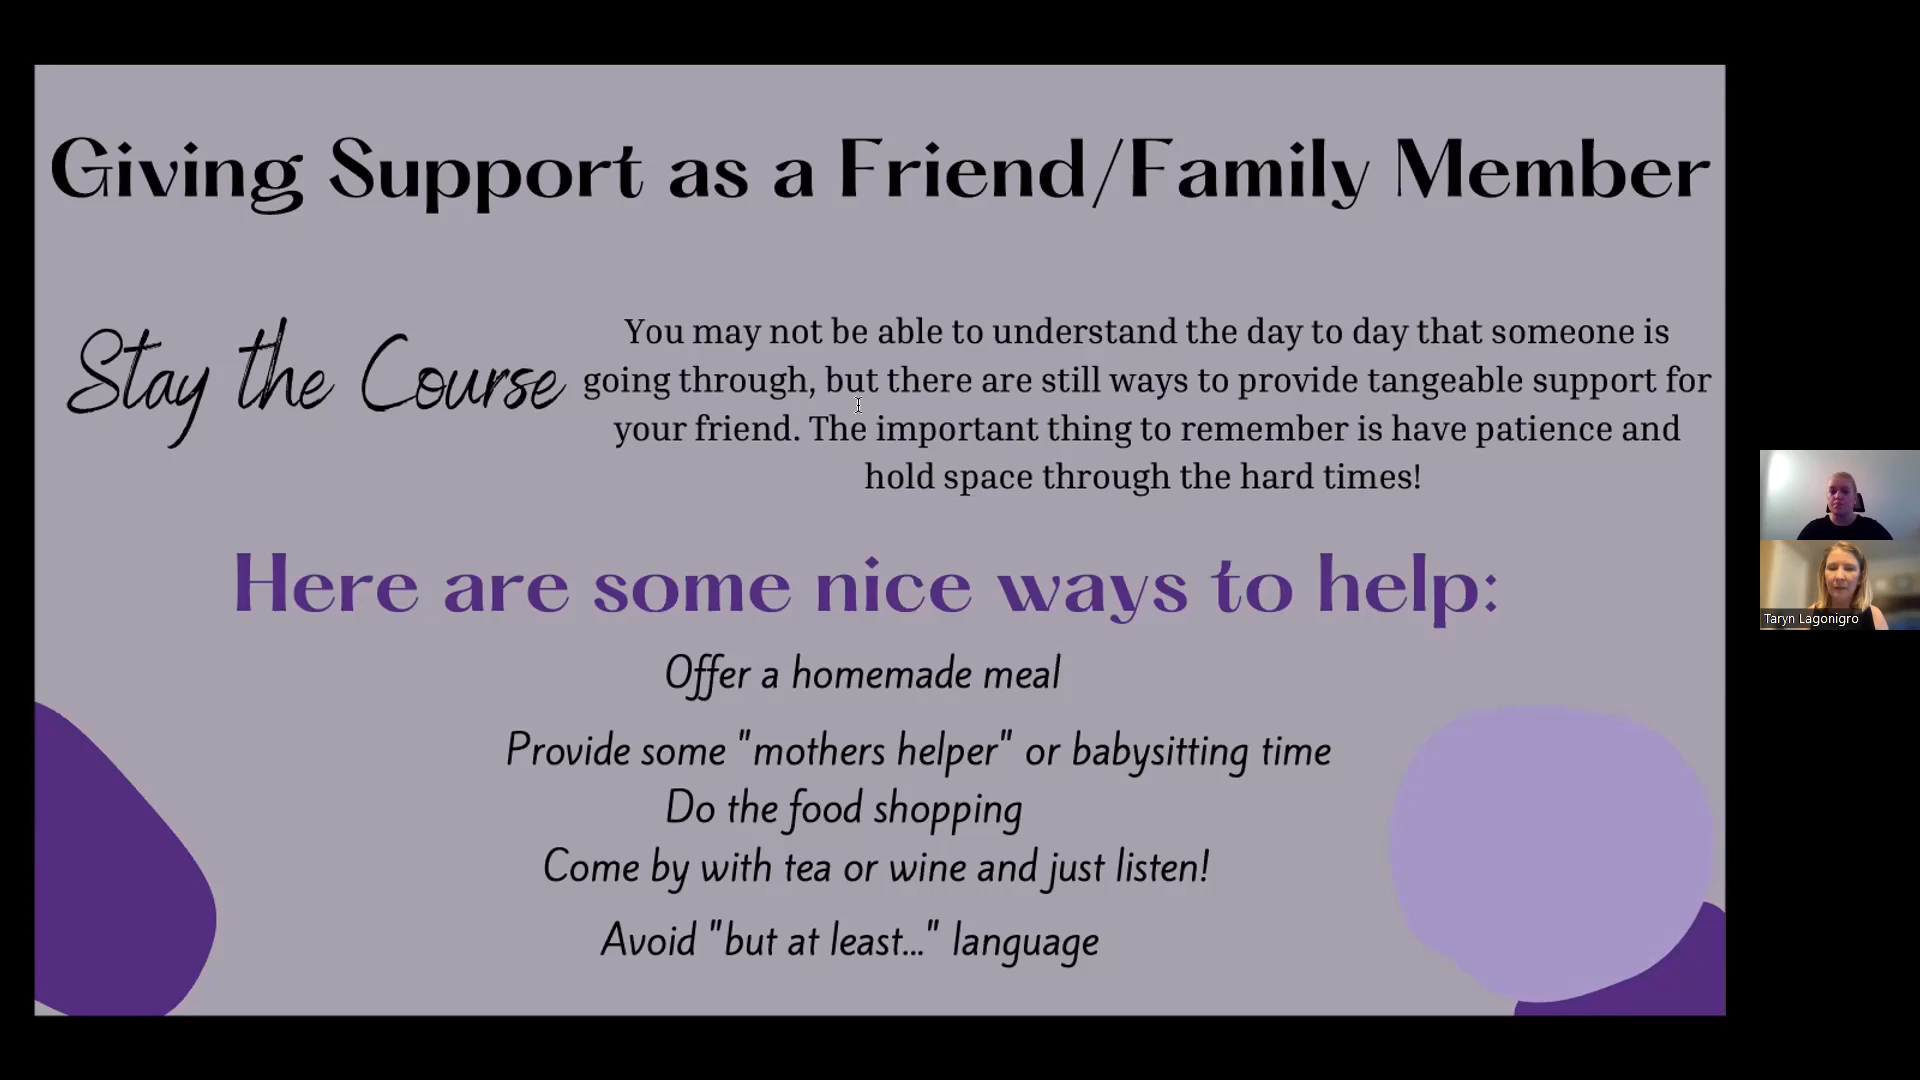 Giving Support as a Friend/Family Member
Stay the Course
You may not be able to understand the day to day that someone is
going through, but there are still ways to provide tangeable support for
your friend. The important thing to remember is have patience and
hold space through the hard times!
Here are some nice ways to help:
Offer a homemade meal
Provide some "mothers helper" or babysitting time
Do the food shopping
Come by with tea or wine and just listen!
Avoid "but at least..." language
Taryn Lagonigro